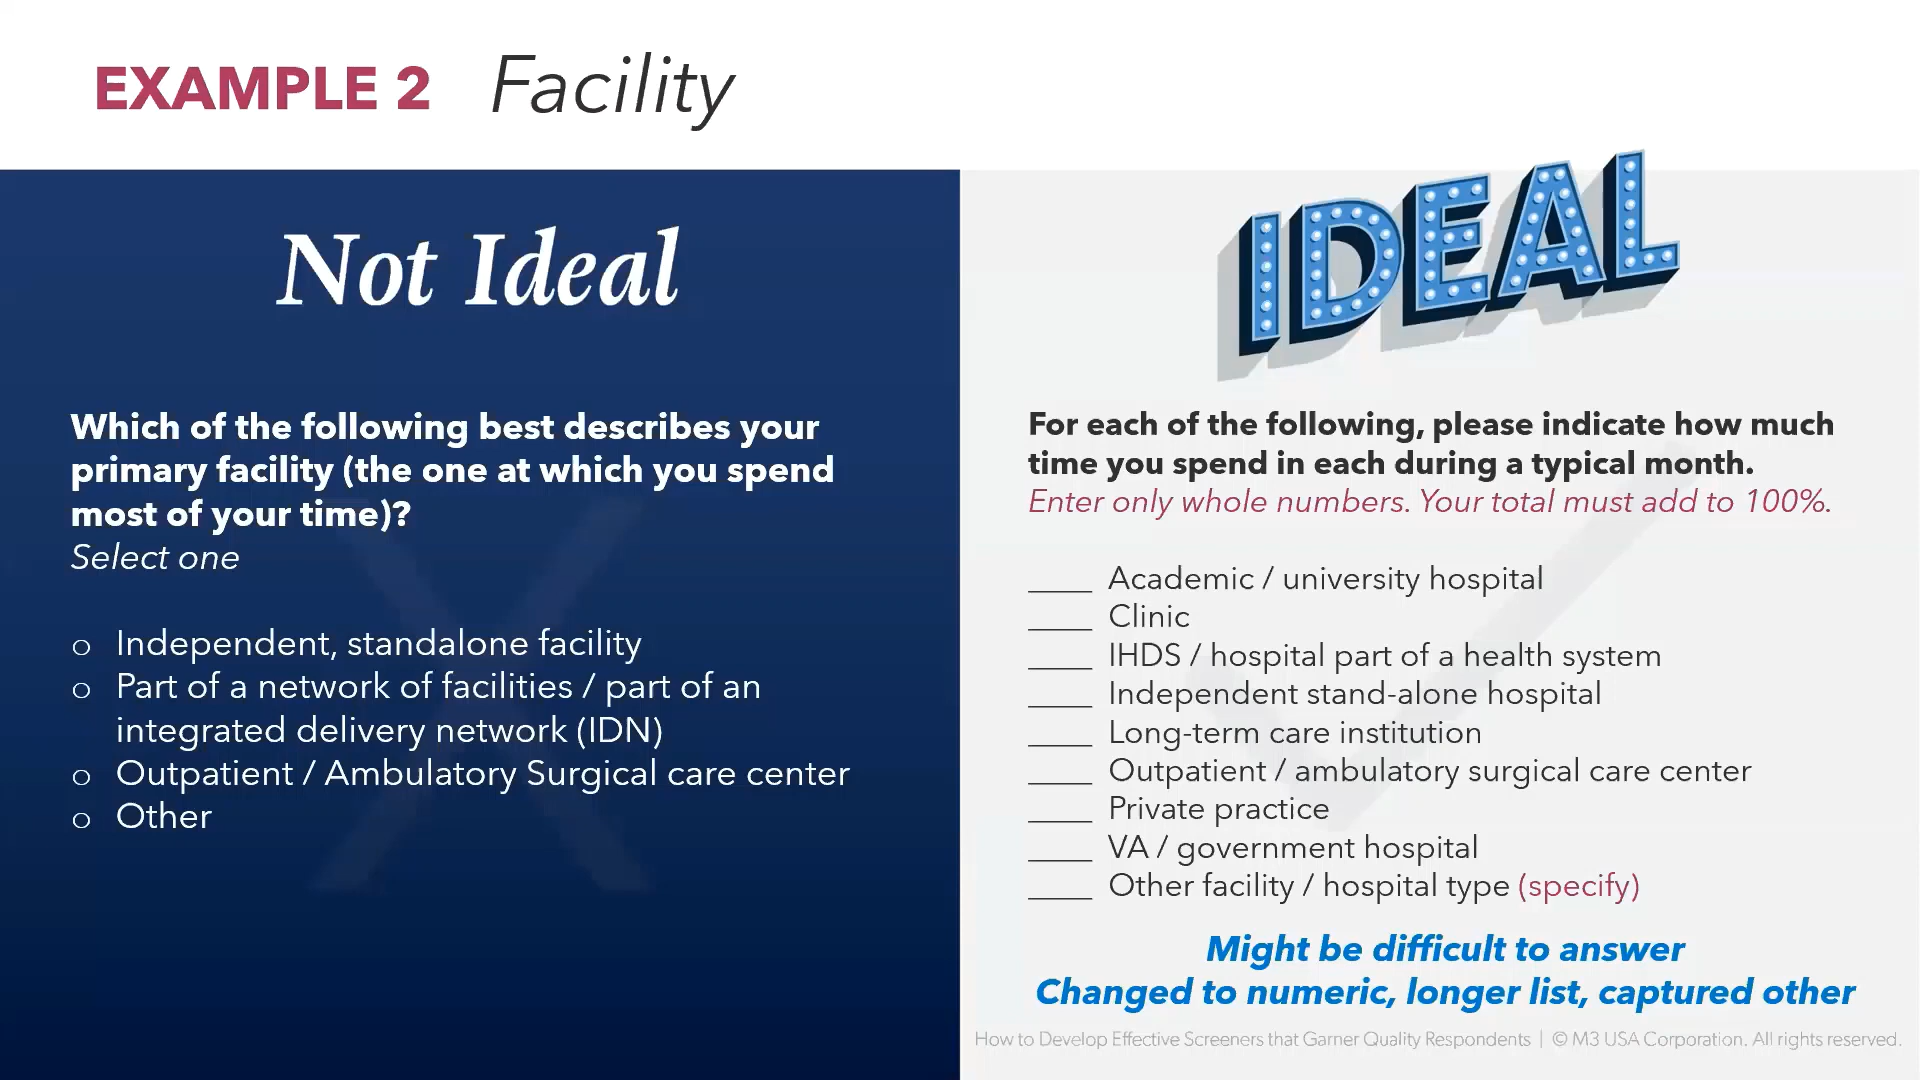 EXAMPLE 2 Facility
Not Ideal
Which of the following best describes your
primary facility (the one at which you spend
most of your time)?
Select one
o Independent, standalone facility
o Part of a network of facilities / part of an
integrated delivery network (IDN)
o Outpatient / Ambulatory Surgical care center
o Other
IDEAL
For each of the following, please indicate how much
time you spend in each during a typical month.
Enter only whole numbers. Your total must add to 100%.
____ Academic / university hospital
____ Clinic
____ IHDS / hospital part of a health system
____ Independent stand-alone hospital
____ Long-term care institution
____ Outpatient / ambulatory surgical care center
____ Private practice
____ VA / government hospital
____ Other facility / hospital type (specify)
Might be difficult to answer
Changed to numeric, longer list, captured other
How to Develop Effective Screeners that Garner Quality Respondents | © M3 USA Corporation. All rights reserved.